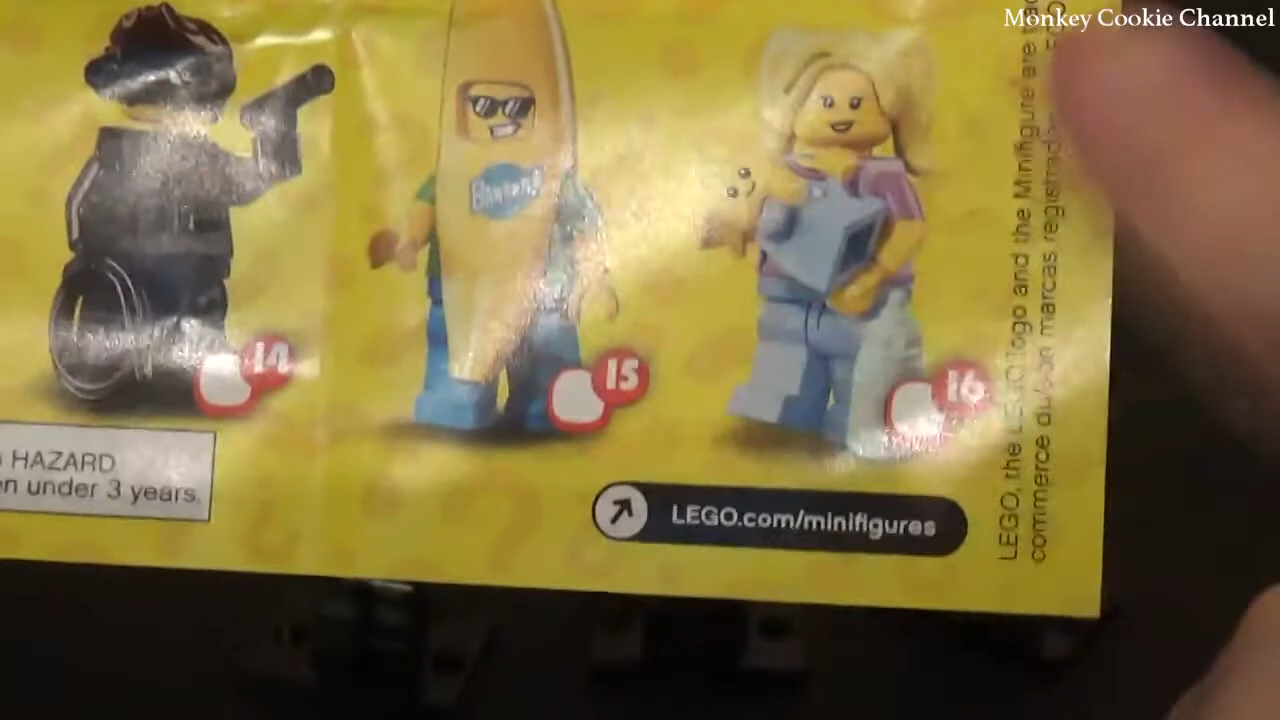 Monkey Cookie Channel
Banana!
14
15
16
HAZARD
en under 3 years.
LEGO.com/minifigures
LEGO, the LEGO logo and the Minifigure are
commerce du/son marcas